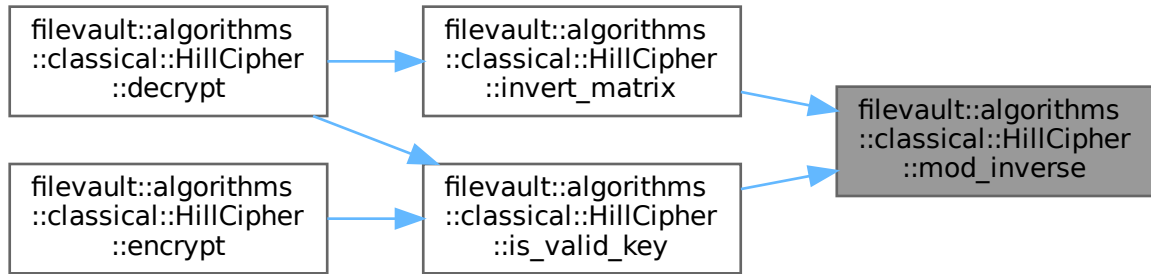 filevault::algorithms
::classical::HillCipher
::decrypt
filevault::algorithms
::classical::HillCipher
::invert_matrix
filevault::algorithms
::classical::HillCipher
::mod_inverse
filevault::algorithms
::classical::HillCipher
::encrypt
filevault::algorithms
::classical::HillCipher
::is_valid_key